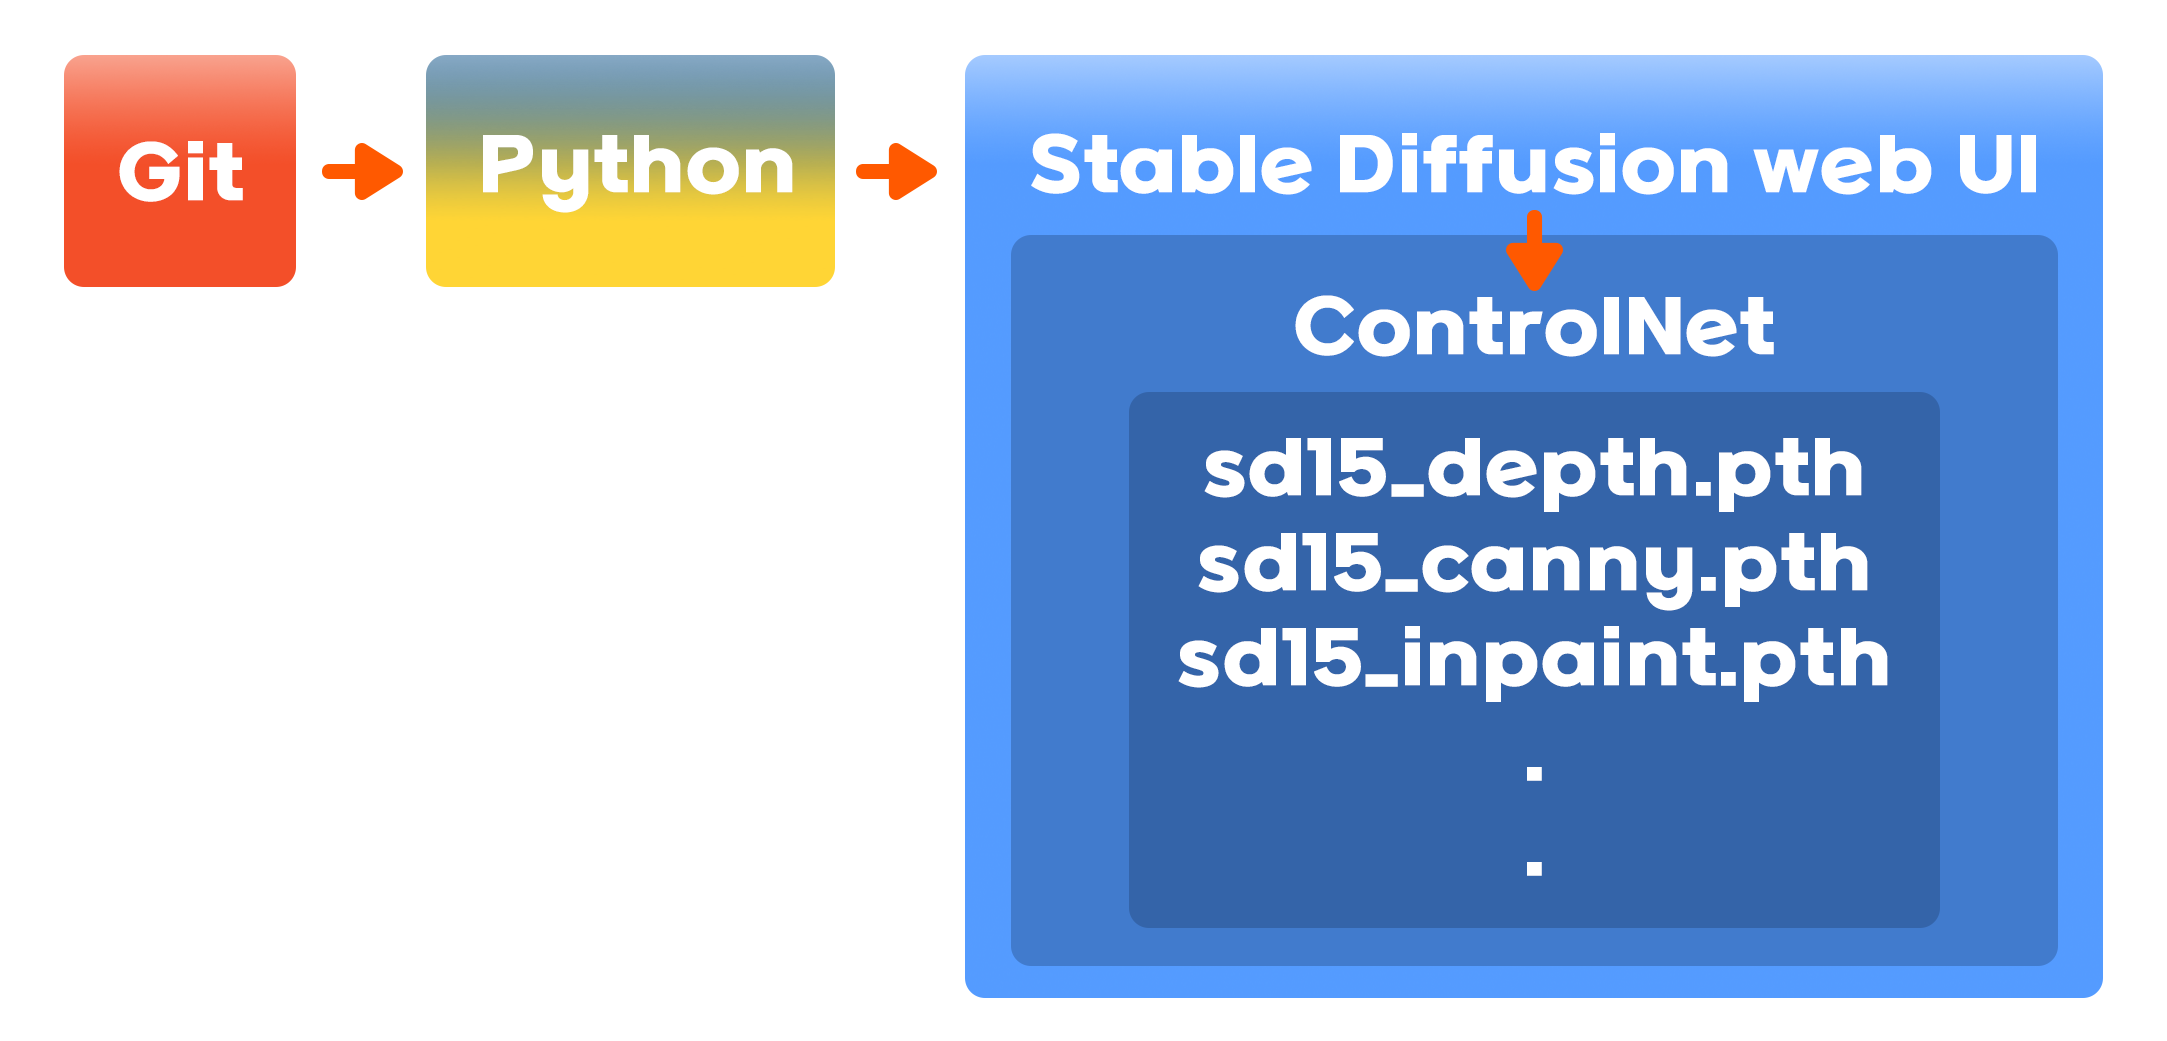 Git
Python
Stable Diffusion web UI
ControlNet
sd15_depth.pth
sd15_canny.pth
sd15_inpaint.pth
.
.